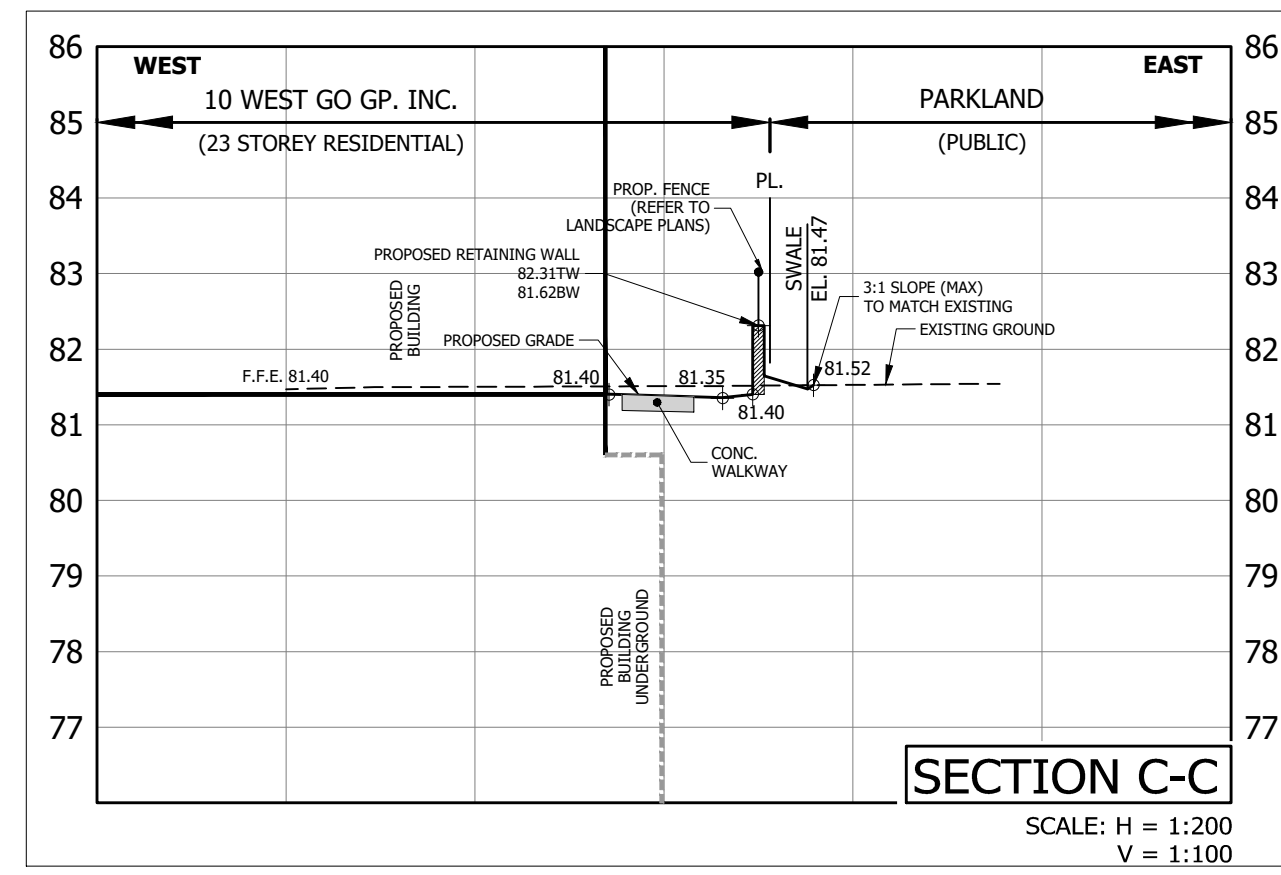 86
86
WEST
EAST
10 WEST GO GP. INC.
PARKLAND
85
85
(23 STOREY RESIDENTIAL)
(PUBLIC)
84
84
PL.
PROP. FENCE
(REFER TO
LANDSCAPE PLANS)
SWALE
EL. 81.47
PROPOSED RETAINING WALL
82.31TW
81.62BW
83
83
3:1 SLOPE (MAX)
TO MATCH EXISTING
EXISTING GROUND
PROPOSED
BUILDING
PROPOSED GRADE
82
82
F.F.E. 81.40
81.40
81.35
81.52
81.40
81
81
CONC.
WALKWAY
80
80
79
79
PROPOSED
BUILDING
UNDERGROUND
78
78
77
77
SECTION C-C
SCALE: H = 1:200
V = 1:100